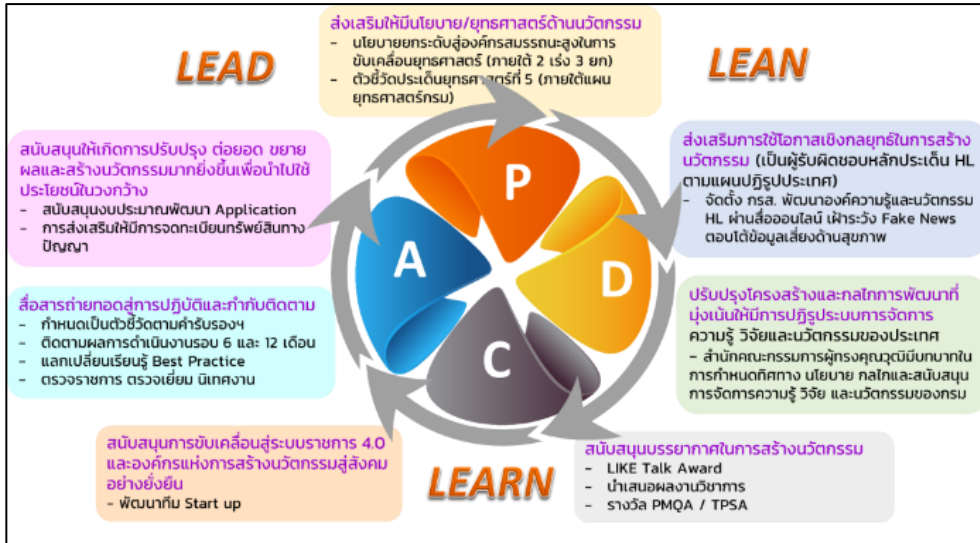 LEAD
LEAN
ส่งเสริมให้มีนโยบาย/ยุทธศาสตร์ด้านนวัตกรรม
- นโยบายยกระดับสู่องค์กรสมรรถนะสูงในการ
ขับเคลื่อนยุทธศาสตร์ (ภายใต้ 2 เร่ง 3 ยก)
- ตัวชี้วัดประเด็นยุทธศาสตร์ที่ 5 (ภายใต้แผน
ยุทธศาสตร์กรม)
ส่งเสริมการใช้โอกาสเชิงกลยุทธ์ในการสร้าง
นวัตกรรม (เป็นผู้รับผิดชอบหลักประเด็น HL
ตามแผนปฏิรูปประเทศ)
- จัดตั้ง กรส. พัฒนาองค์ความรู้และนวัตกรรม
HL ผ่านสื่อออนไลน์ เฝ้าระวัง Fake News
ตอบโต้ข้อมูลเสี่ยงด้านสุขภาพ
ปรับปรุงโครงสร้างและกลไกการพัฒนาที่
มุ่งเน้นให้มีการปฏิรูประบบการจัดการ
ความรู้ วิจัยและนวัตกรรมของประเทศ
- สำนักคณะกรรมการผู้ทรงคุณวุฒิมีบทบาทใน
การกำหนดทิศทาง นโยบาย กลไกและสนับสนุน
การจัดการความรู้ วิจัย และนวัตกรรมของกรม
สนับสนุนบรรยากาศในการสร้างนวัตกรรม
- LIKE Talk Award
- นำเสนอผลงานวิชาการ
- รางวัล PMQA / TPSA
LEARN
สนับสนุนการขับเคลื่อนสู่ระบบราชการ 4.0
และองค์กรแห่งการสร้างนวัตกรรมสู่สังคม
อย่างยั่งยืน
- พัฒนาทีม Start up
สื่อสารถ่ายทอดสู่การปฏิบัติและกำกับติดตาม
- กำหนดเป็นตัวชี้วัดตามคำรับรองฯ
- ติดตามผลการดำเนินงานรอบ 6 และ 12 เดือน
- แลกเปลี่ยนเรียนรู้ Best Practice
- ตรวจราชการ ตรวจเยี่ยม นิเทศงาน
สนับสนุนให้เกิดการปรับปรุง ต่อยอด ขยาย
ผลและสร้างนวัตกรรมมากยิ่งขึ้นเพื่อนำไปใช้
ประโยชน์ในวงกว้าง
- สนับสนุนงบประมาณพัฒนา Application
- การส่งเสริมให้มีการจดทะเบียนทรัพย์สินทาง
ปัญญา
P
D
C
A